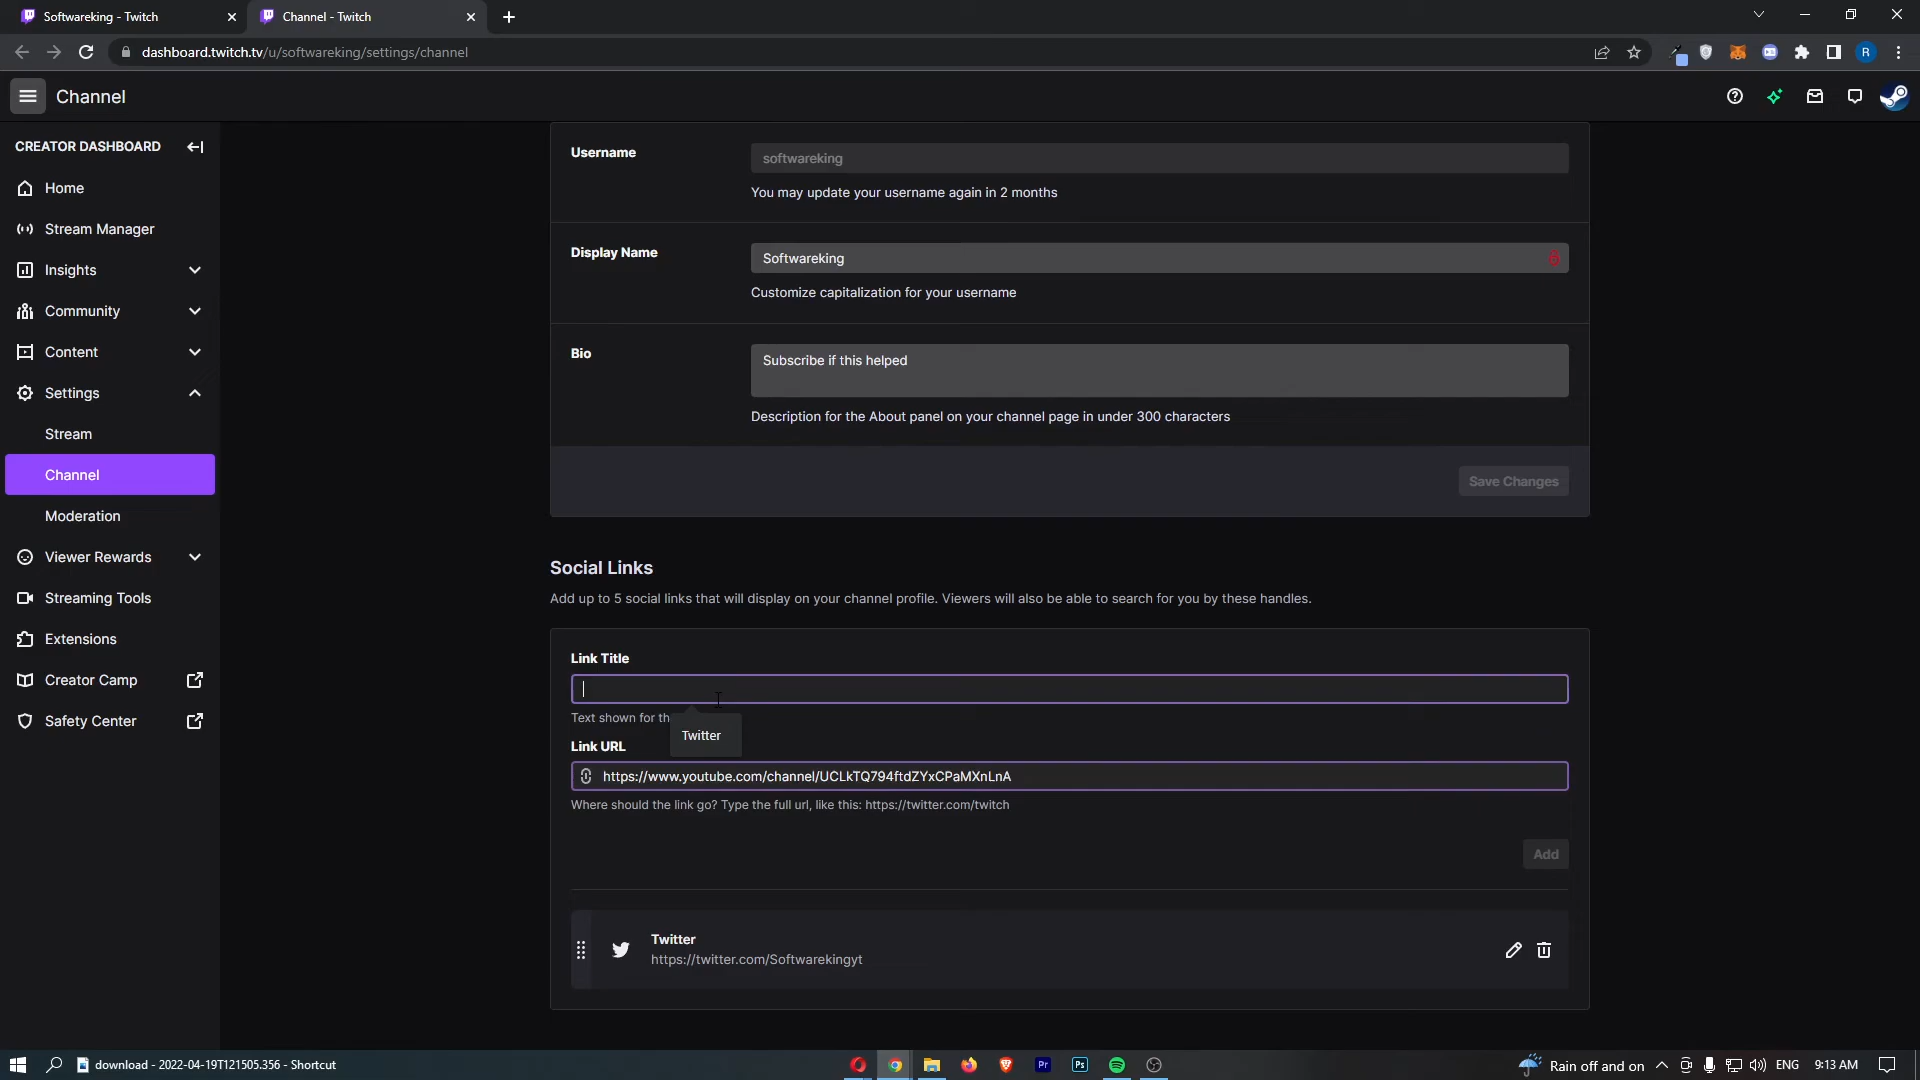 Softwareking - Twitch
Channel - Twitch
dashboard.twitch.tv/u/softwareking/settings/channel
R
Channel
CREATOR DASHBOARD
Home
Stream Manager
Insights
Community
Content
Settings
Stream
Channel
Moderation
Viewer Rewards
Streaming Tools
Extensions
Creator Camp
Safety Center
Username
softwareking
You may update your username again in 2 months
Display Name
Softwareking
Customize capitalization for your username
Bio
Subscribe if this helped
Description for the About panel on your channel page in under 300 characters
Save Changes
Social Links
Add up to 5 social links that will display on your channel profile. Viewers will also be able to search for you by these handles.
Link Title
Text shown for th
Twitter
Link URL
https://www.youtube.com/channel/UCLkTQ794ftdZYxCPaMXnLnA
Where should the link go? Type the full url, like this: https://twitter.com/twitch
Add
Twitter
https://twitter.com/Softwarekingyt
download - 2022-04-19T121505.356 - Shortcut
Pr
Ps
Rain off and on
ENG
9:13 AM